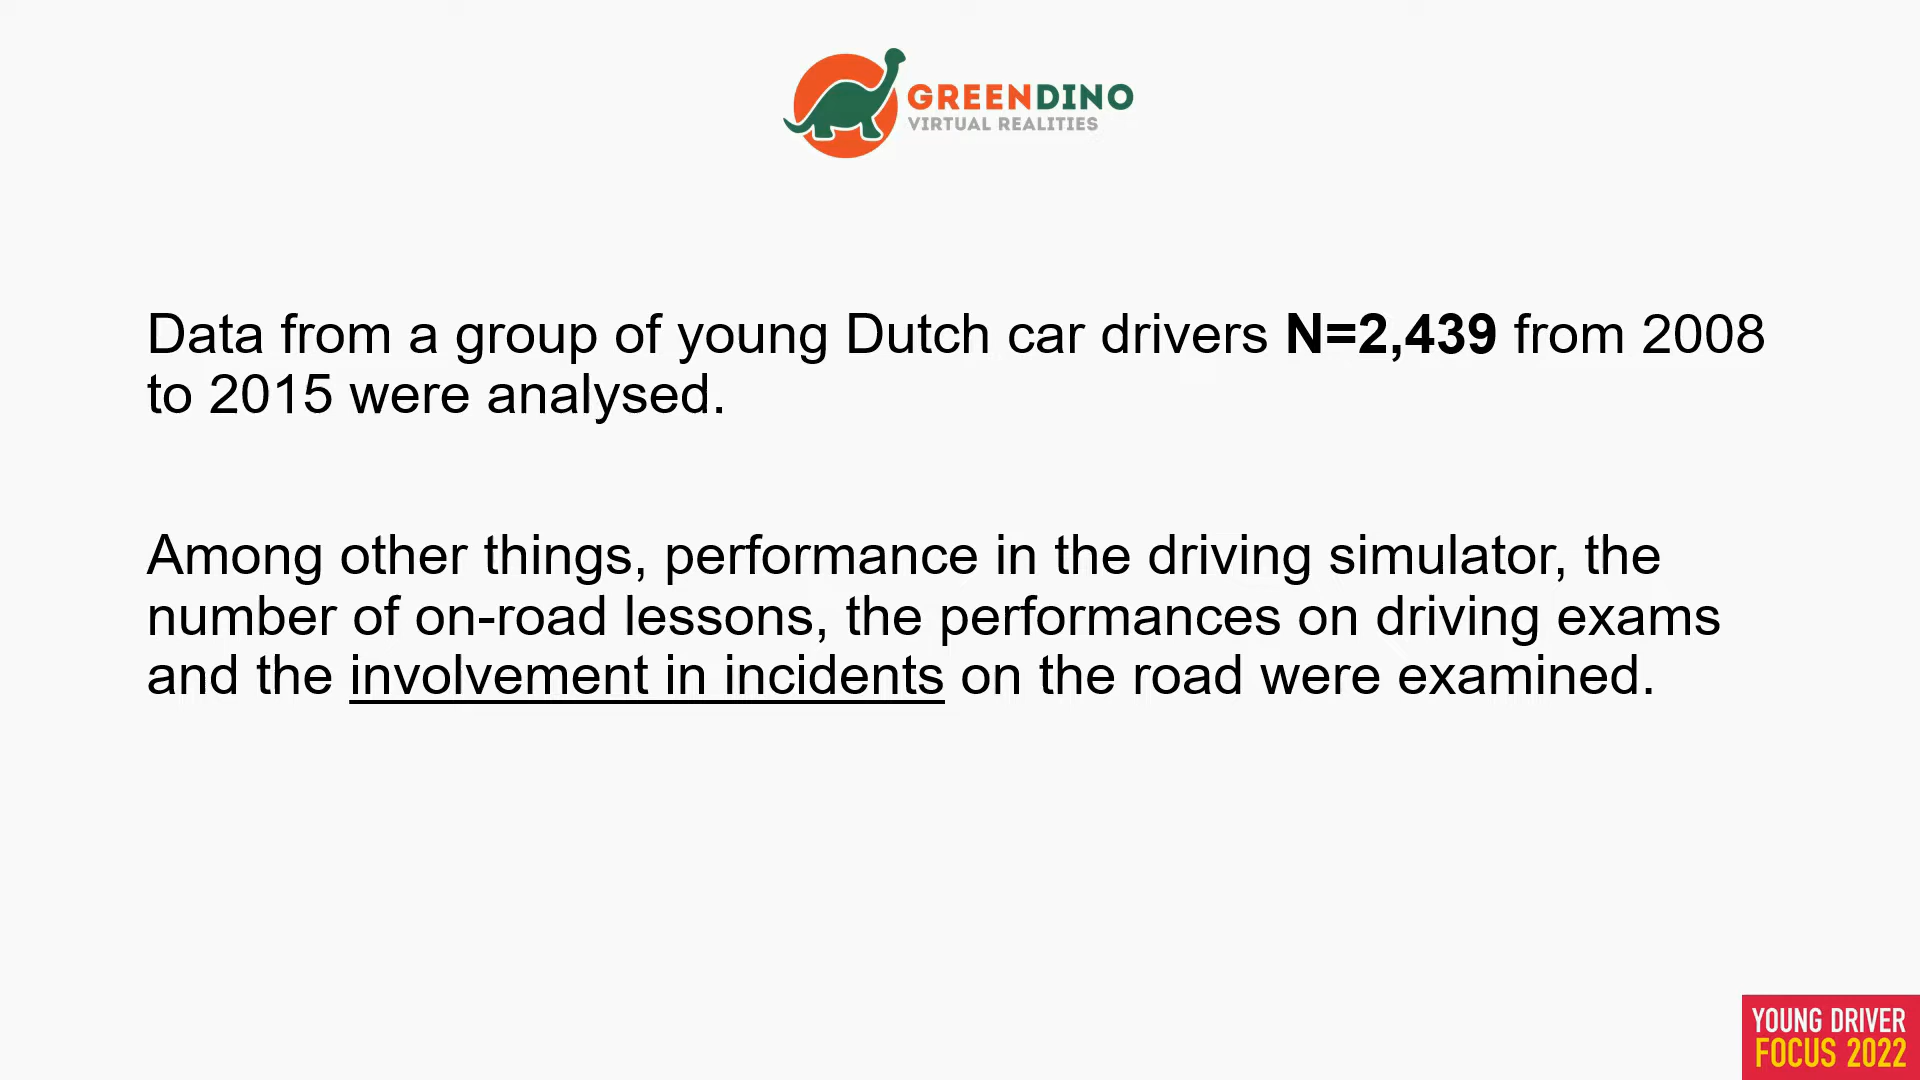 GREENDINO
VIRTUAL REALITIES
Data from a group of young Dutch car drivers N=2,439 from 2008
to 2015 were analysed.
Among other things, performance in the driving simulator, the
number of on-road lessons, the performances on driving exams
and the involvement in incidents on the road were examined.
YOUNG DRIVER
FOCUS 2022